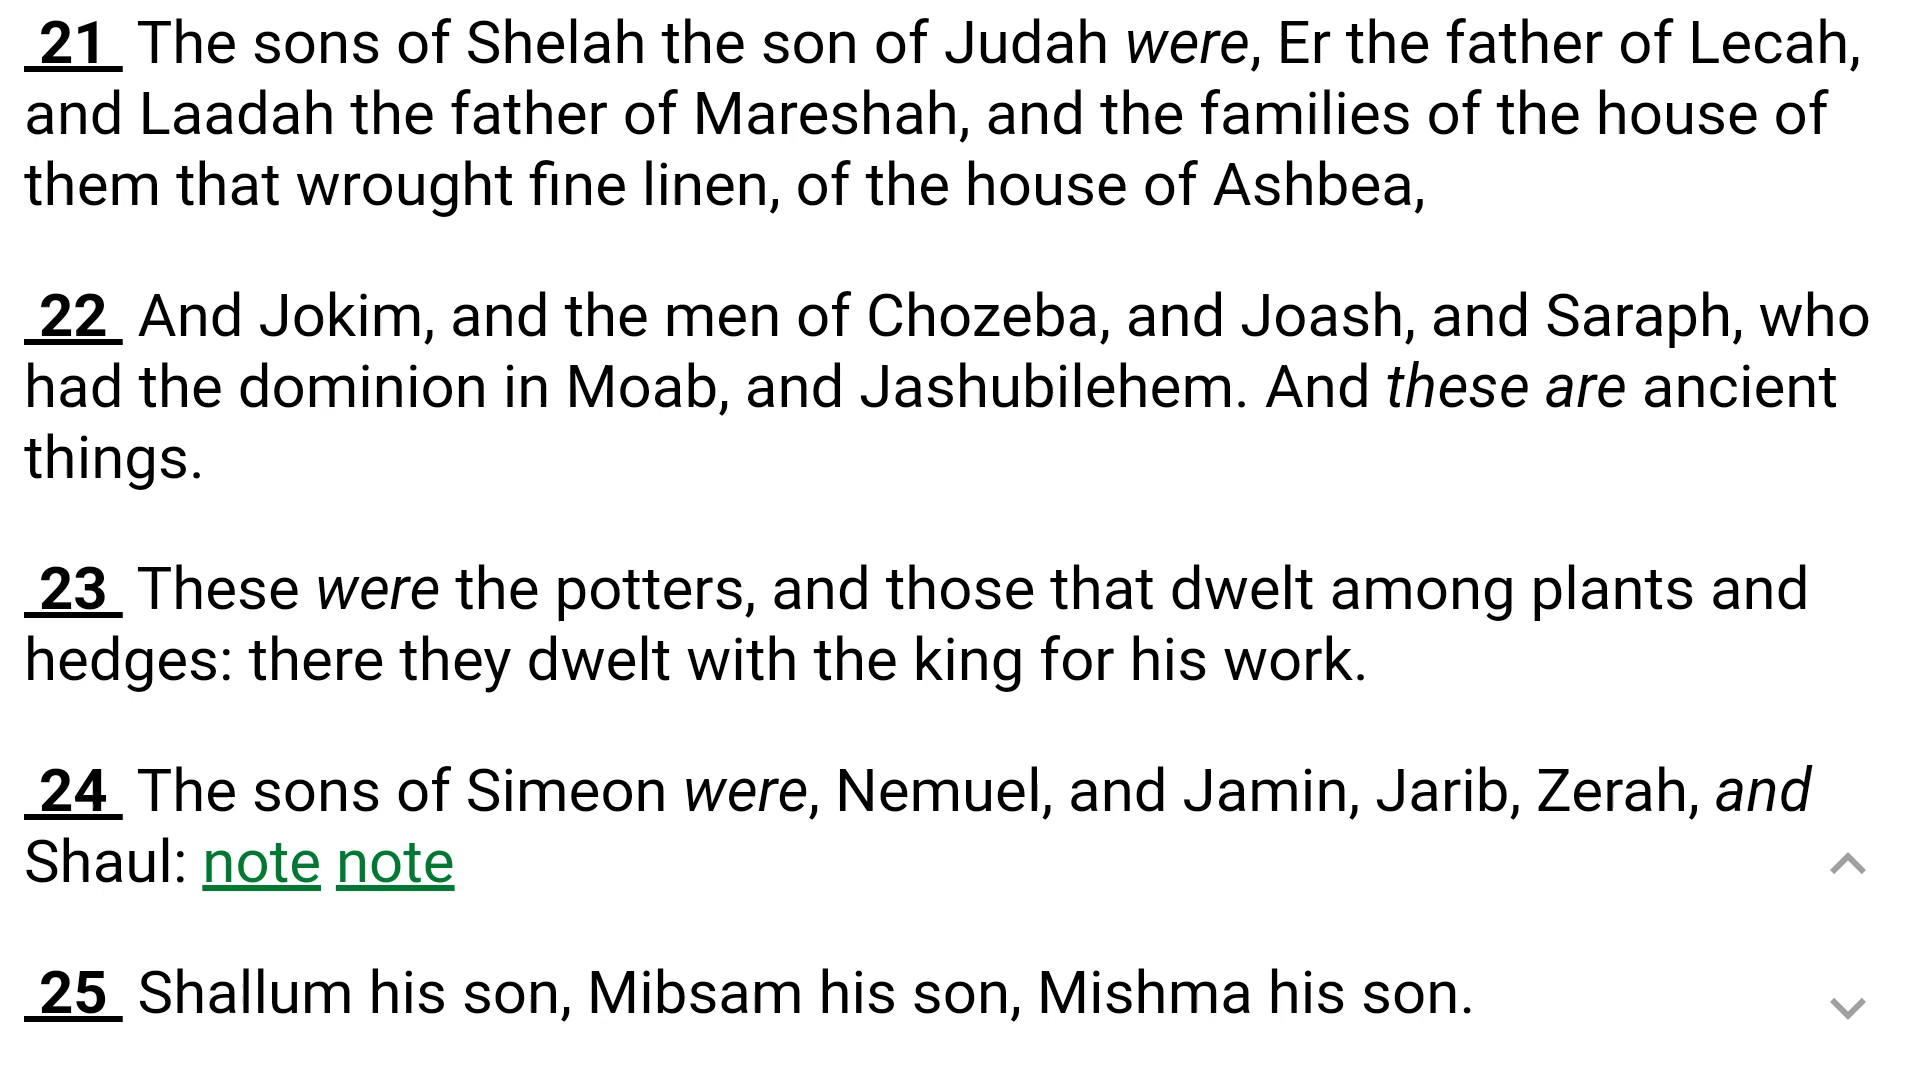 21 The sons of Shelah the son of Judah were, Er the father of Lecah,
and Laadah the father of Mareshah, and the families of the house of
them that wrought fine linen, of the house of Ashbea,
22 And Jokim, and the men of Chozeba, and Joash, and Saraph, who
had the dominion in Moab, and Jashubilehem. And these are ancient
things.
23 These were the potters, and those that dwelt among plants and
hedges: there they dwelt with the king for his work.
24 The sons of Simeon were, Nemuel, and Jamin, Jarib, Zerah, and
Shaul: note note
25 Shallum his son, Mibsam his son, Mishma his son.